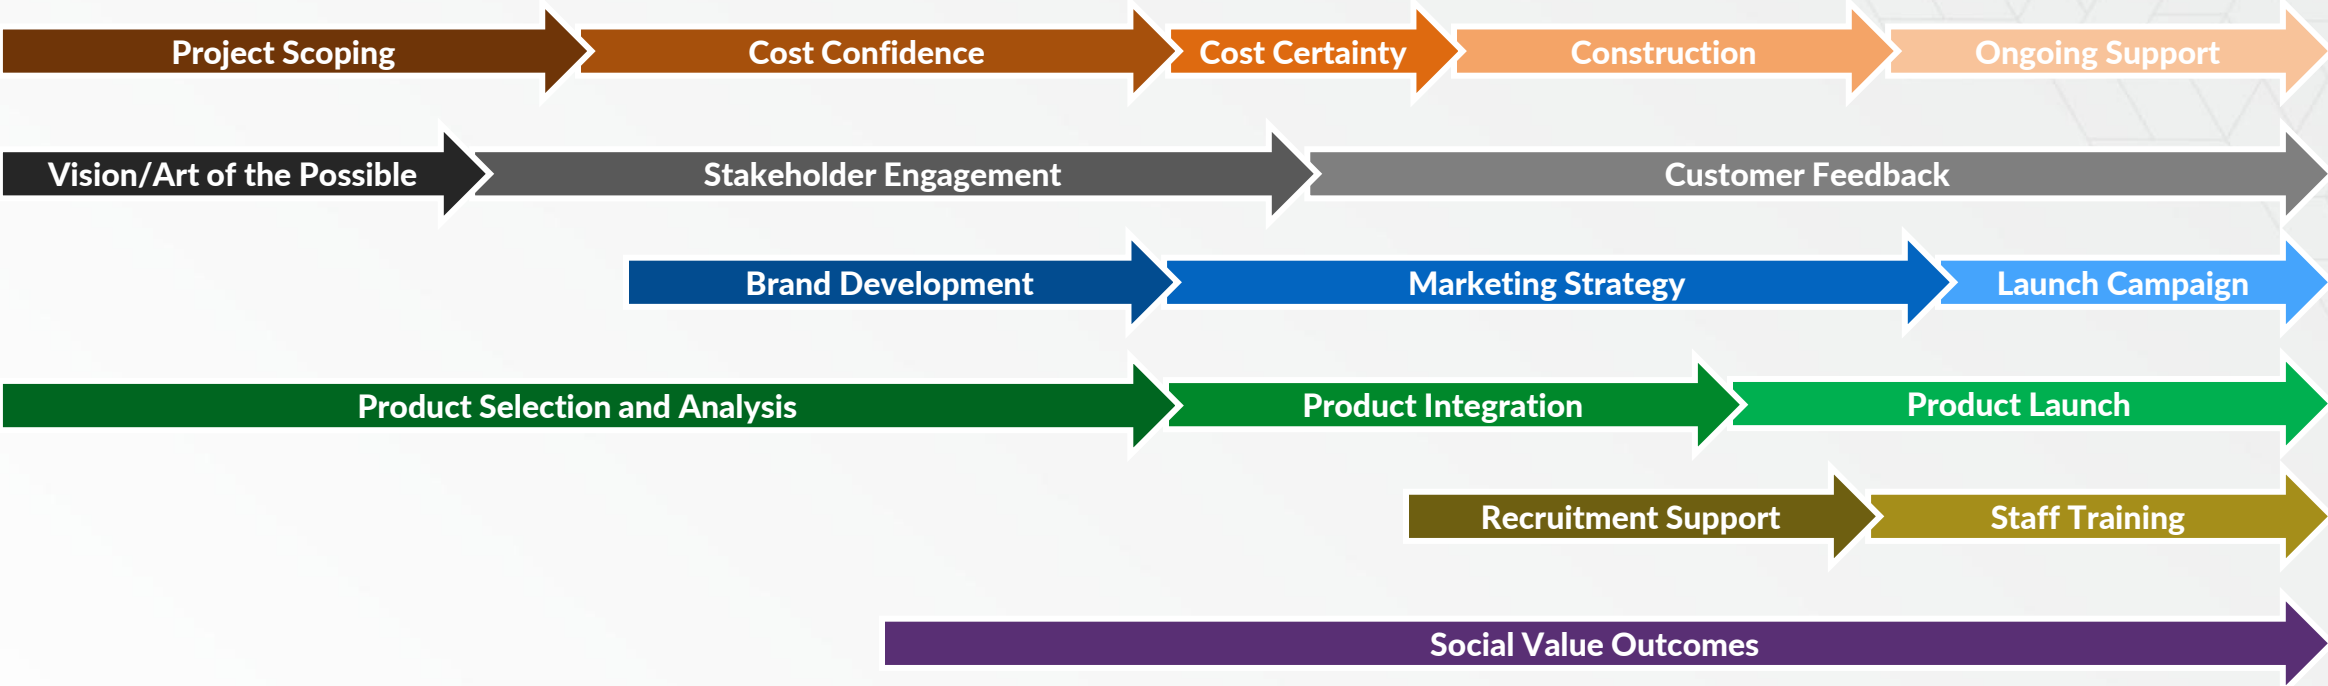 Project Scoping
Cost Confidence
Cost Certainty
Construction
Ongoing Support
Vision/Art of the Possible
Stakeholder Engagement
Customer Feedback
Brand Development
Marketing Strategy
Launch Campaign
Product Selection and Analysis
Product Integration
Product Launch
Recruitment Support
Staff Training
Social Value Outcomes